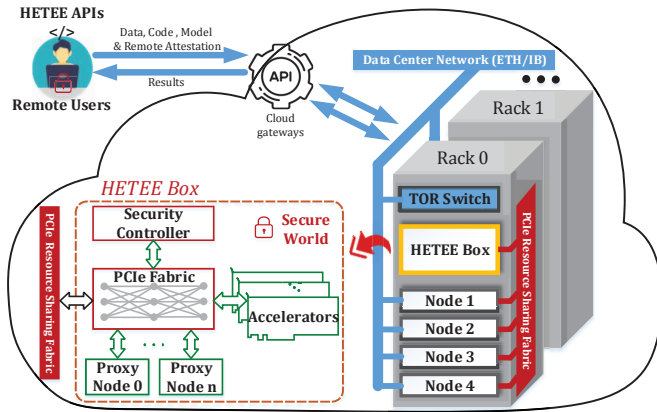 HETEE APIs
</>
Remote Users
Data, Code , Model
& Remote Attestation
Results
API
Cloud
gateways
Data Center Network (ETH/IB)
Rack 1
Rack 0
TOR Switch
HETEE Box
Node 1
Node 2
Node 3
Node 4
PCIe Resource Sharing Fabric
HETEE Box
Security
Controller
Secure
World
PCIe Fabric
Accelerators
Proxy
Node 0
...
Proxy
Node n
PCIe Resource Sharing
Fabric